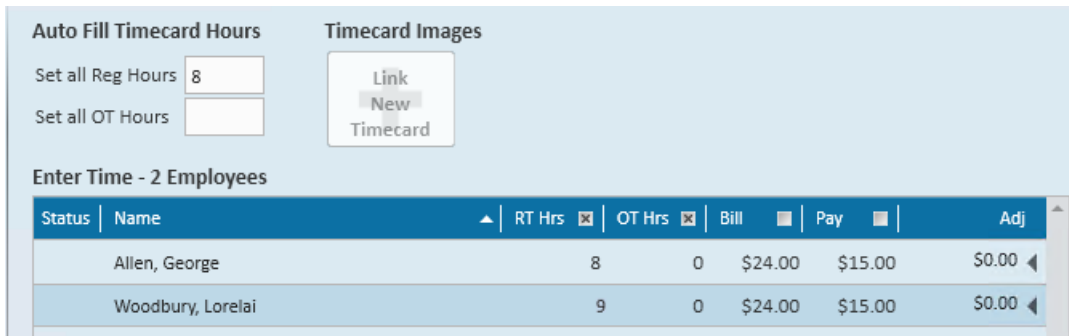 Auto Fill Timecard Hours
Timecard Images
Set all Reg Hours 8
Set all OT Hours
Link
New
Timecard
Enter Time - 2 Employees
Status Name RT Hrs OT Hrs Bill Pay Adj
Allen, George 8 0 $24.00 $15.00 $0.00
Woodbury, Lorelai 9 0 $24.00 $15.00 $0.00